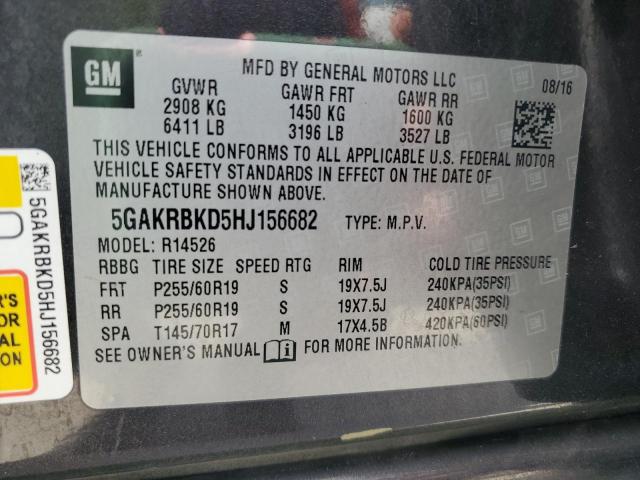 GM
MFD BY GENERAL MOTORS LLC
08/16
GVWR GAWR FRT GAWR RR
2908 KG 1450 KG 1600 KG
6411 LB 3196 LB 3527 LB
THIS VEHICLE CONFORMS TO ALL APPLICABLE U.S. FEDERAL MOTOR
VEHICLE SAFETY STANDARDS IN EFFECT ON THE DATE OF
MANUFACTURE SHOWN ABOVE.
5GAKRBKD5HJ156682 TYPE: M.P.V.
MODEL: R14526
RBBG TIRE SIZE SPEED RTG RIM COLD TIRE PRESSURE
FRT P255/60R19 S 19X7.5J 240KPA(35PSI)
RR P255/60R19 S 19X7.5J 240KPA(35PSI)
SPA T145/70R17 M 17X4.5B 420KPA(60PSI)
SEE OWNER'S MANUAL i FOR MORE INFORMATION.
5GAKRBKD5HJ156682
R'S
OR
AL